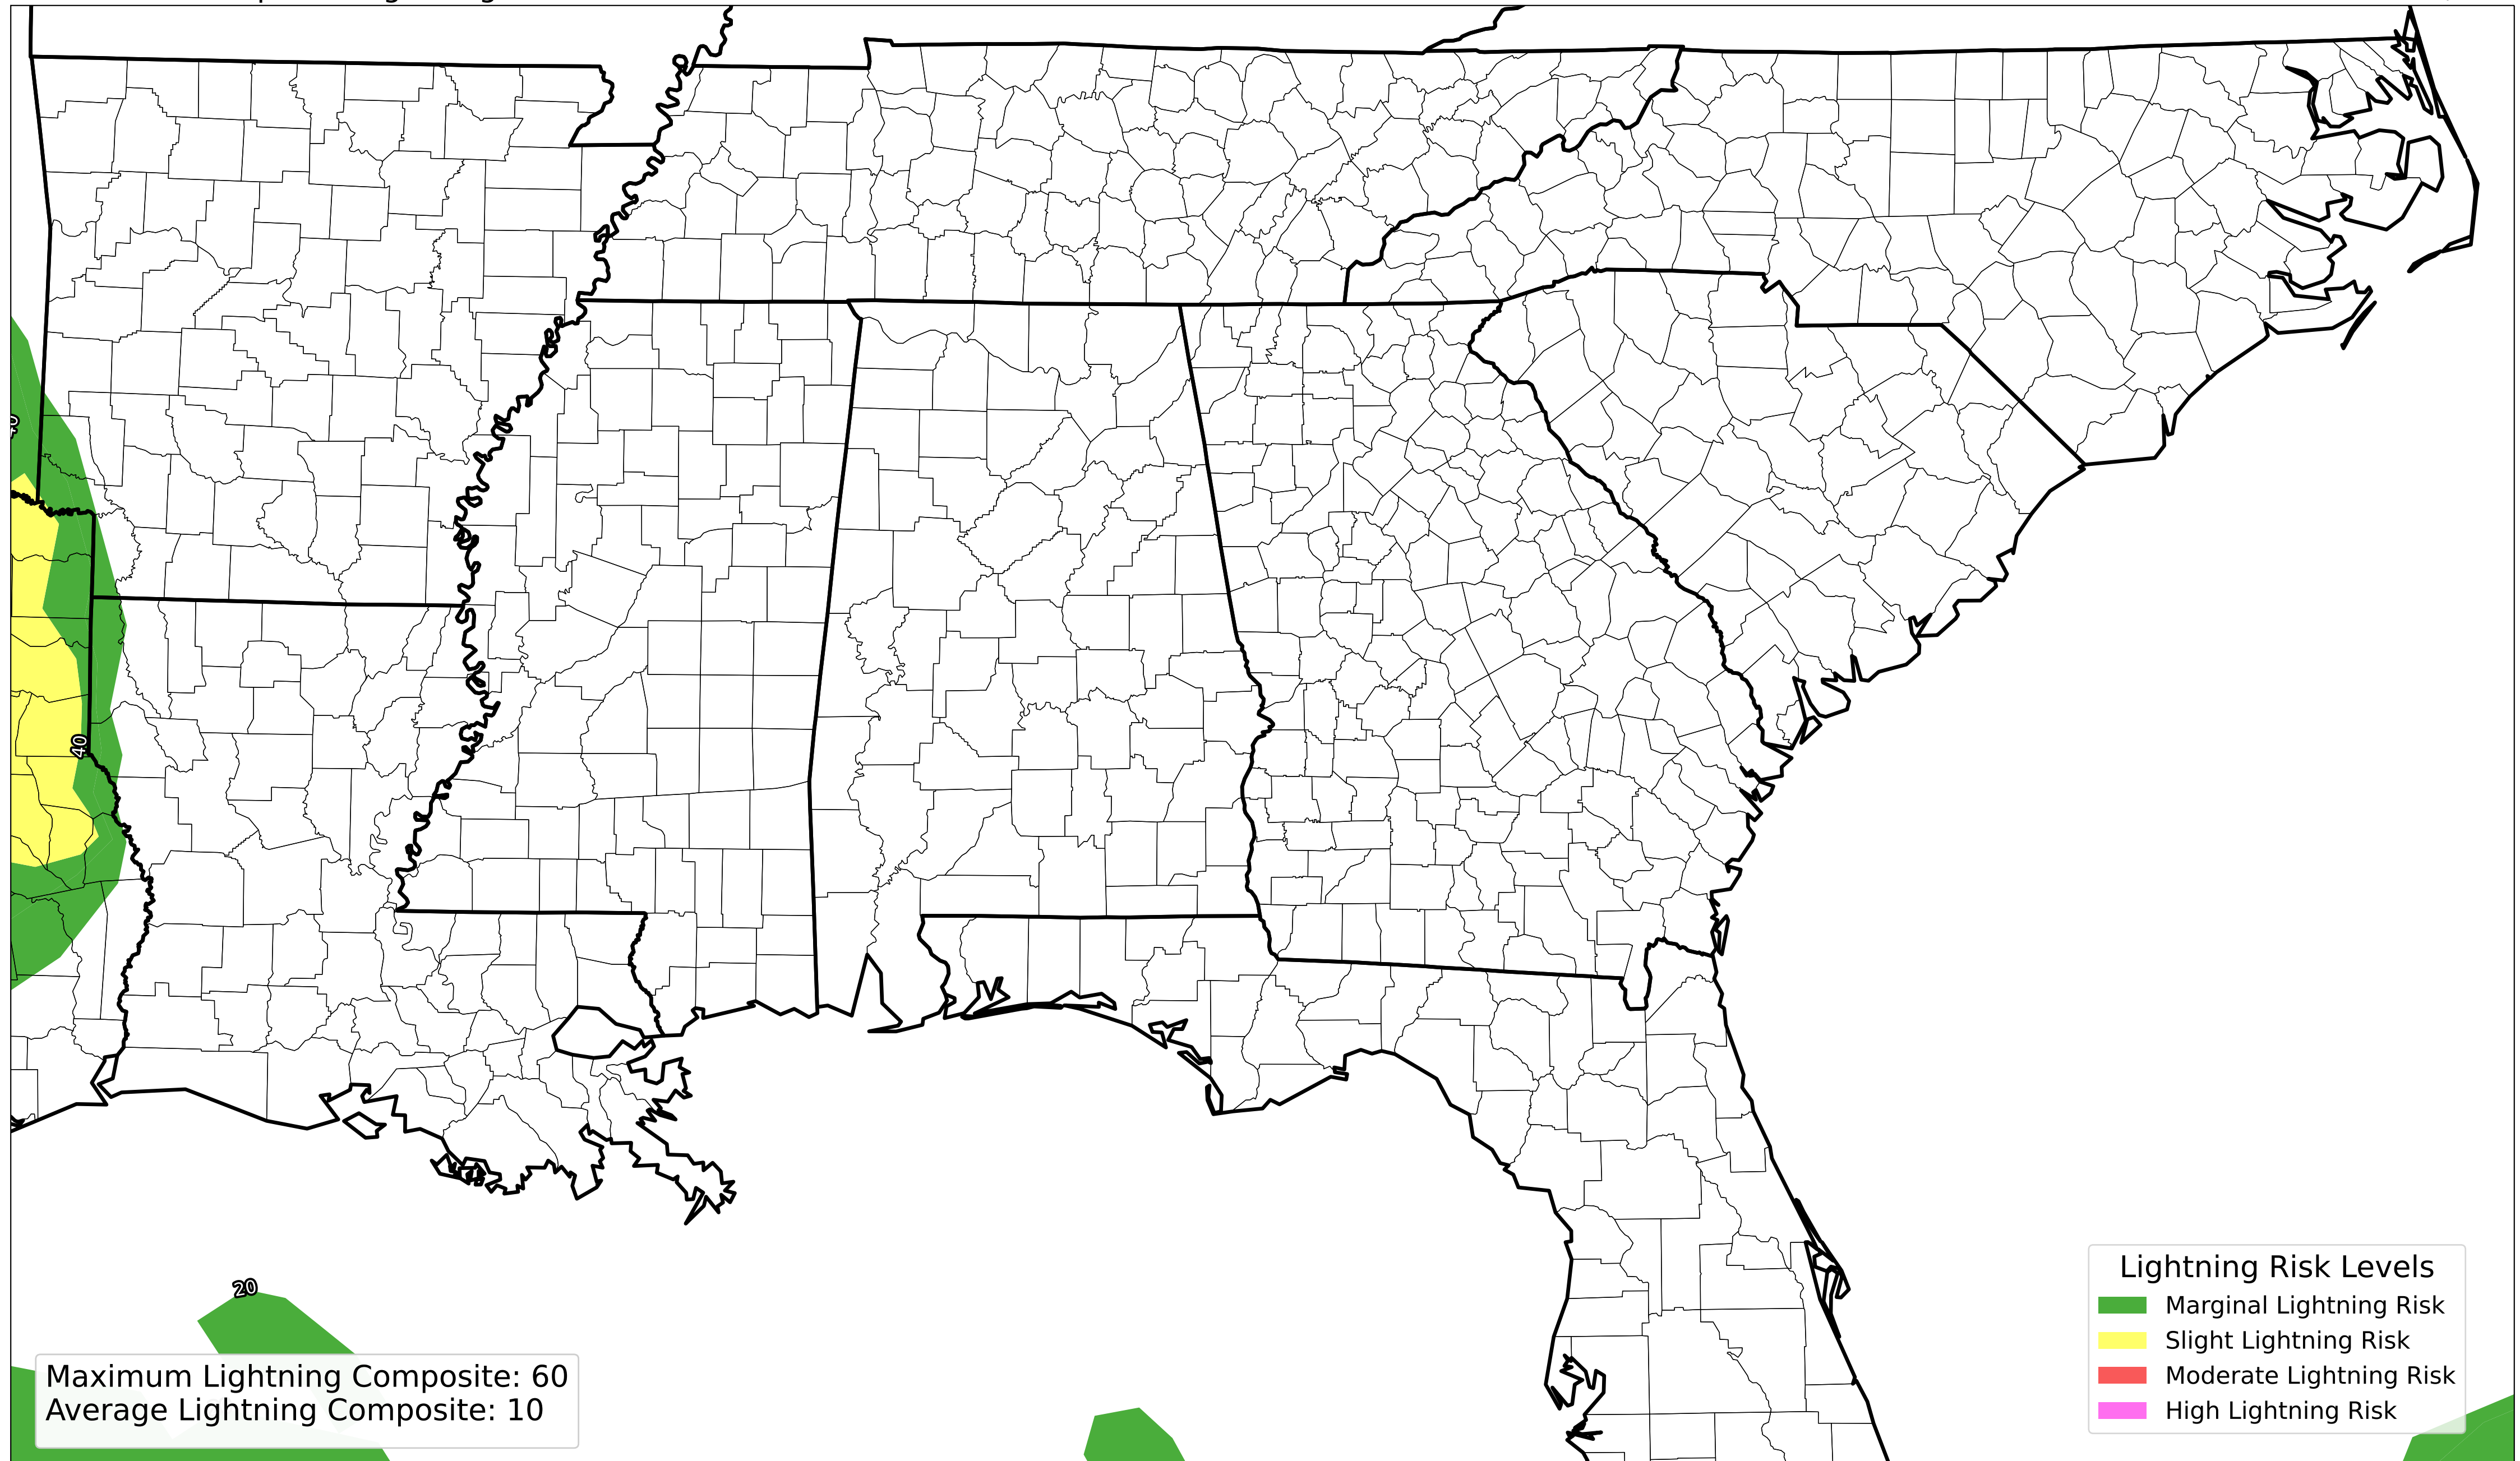 40
40
20
Maximum Lightning Composite: 60
Average Lightning Composite: 10
Lightning Risk Levels
Marginal Lightning Risk
Slight Lightning Risk
Moderate Lightning Risk
High Lightning Risk